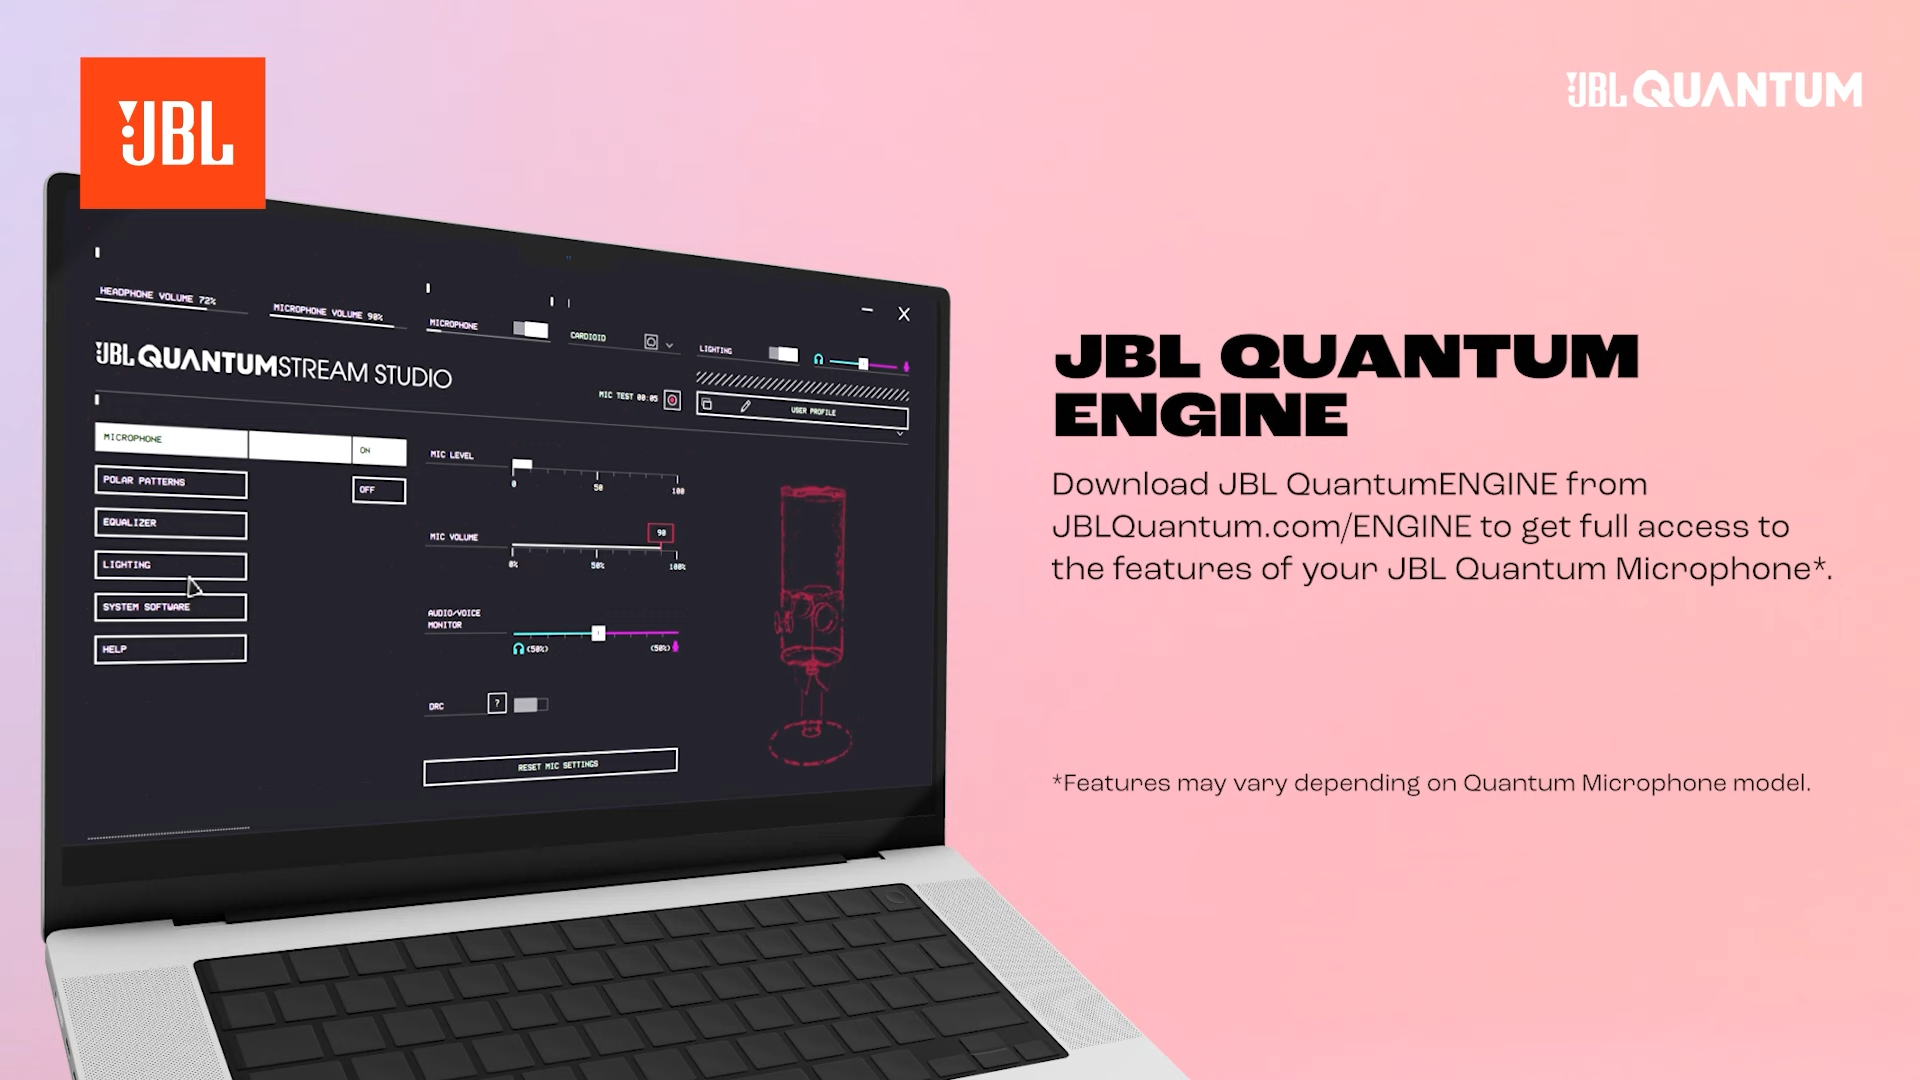 JBL
JBL QUANTUM
HEADPHONE VOLUME 72%
MICROPHONE VOLUME 90%
MICROPHONE
CARDIOID
LIGHTING
JBL QUANTUMSTREAM STUDIO
MIC TEST 00:05
USER PROFILE
MICROPHONE
ON
OFF
POLAR PATTERNS
EQUALIZER
LIGHTING
SYSTEM SOFTWARE
HELP
MIC LEVEL
0 50 100
MIC VOLUME
90
0% 50% 100%
AUDIO/VOICE
MONITOR
(50%) (50%)
DRC ?
RESET MIC SETTINGS
JBL QUANTUM
ENGINE
Download JBL QuantumENGINE from
JBLQuantum.com/ENGINE to get full access to
the features of your JBL Quantum Microphone*.
*Features may vary depending on Quantum Microphone model.